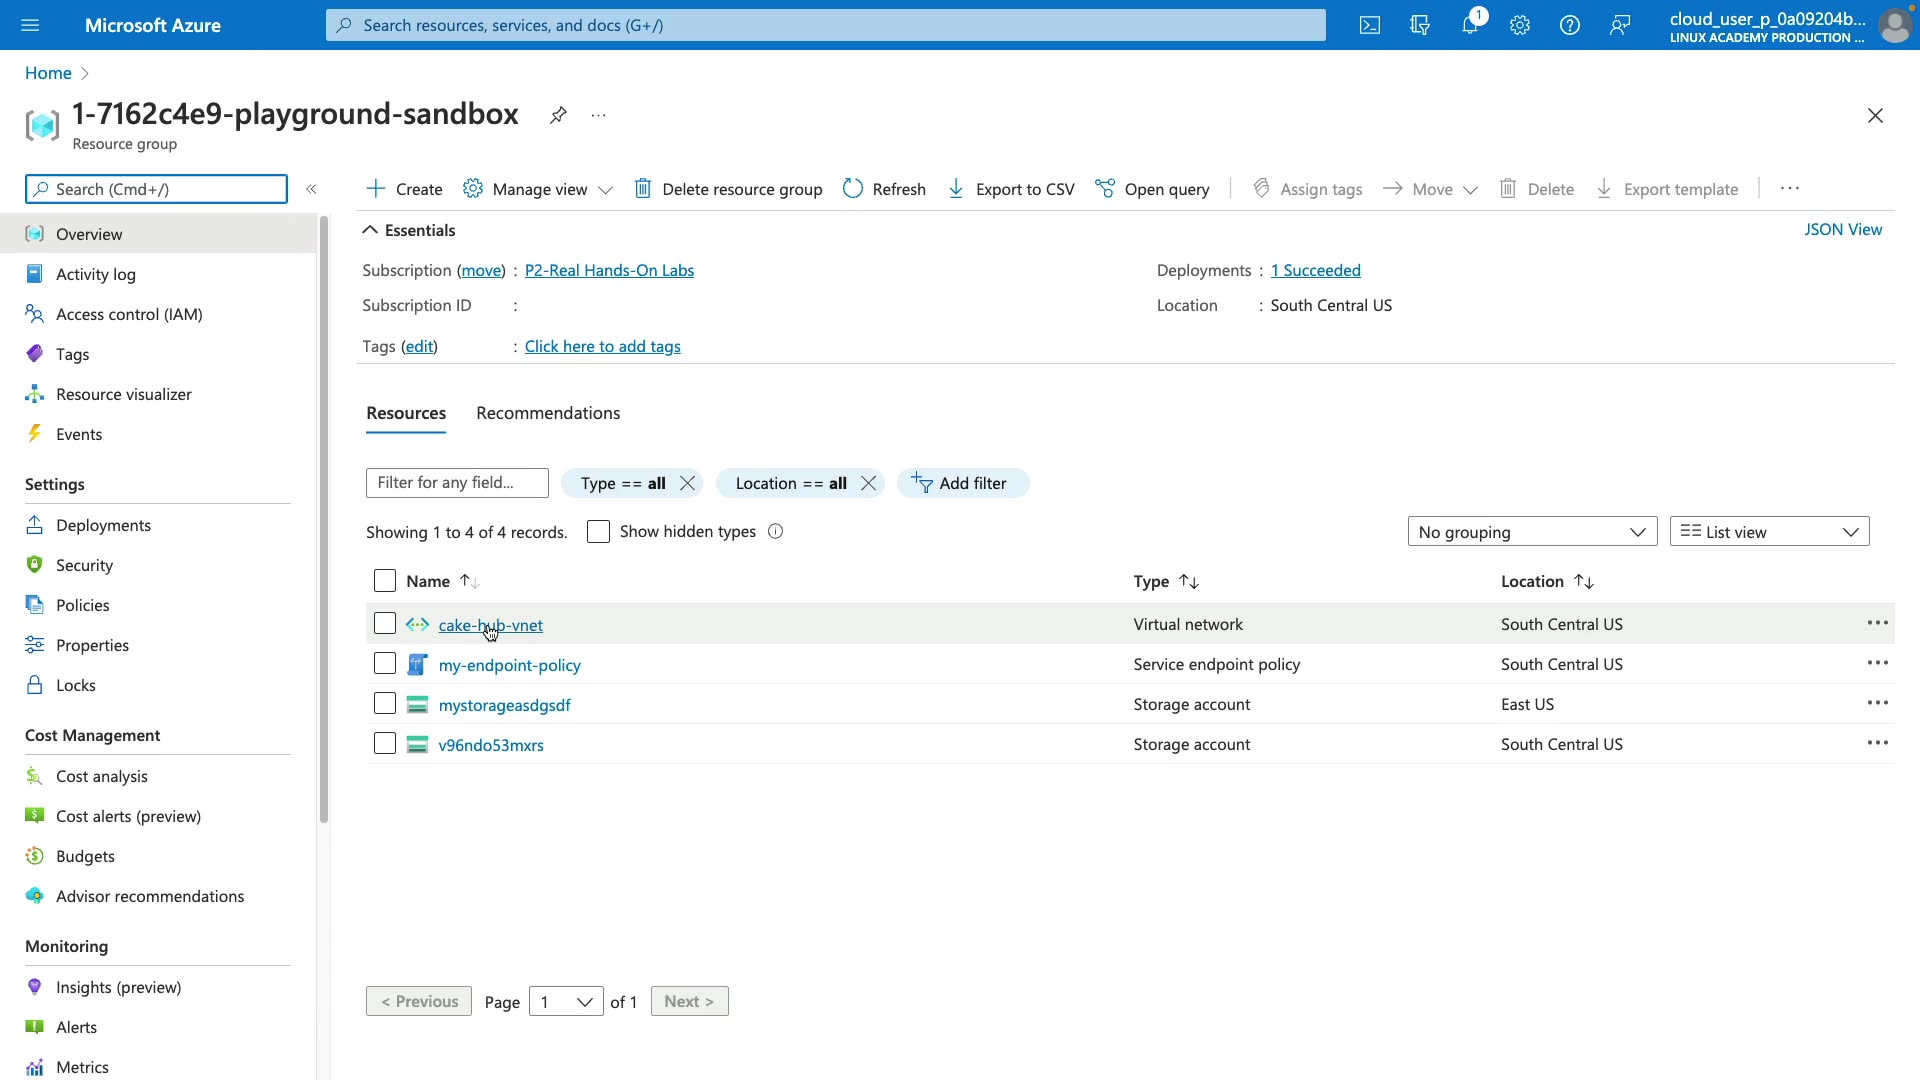 Microsoft Azure
Search resources, services, and docs (G+/)
1
cloud_user_p_0a09204b...
LINUX ACADEMY PRODUCTION ...
Home
1-7162c4e9-playground-sandbox
...
Resource group
Search (Cmd+/)
«
Create
Manage view
Delete resource group
Refresh
Export to CSV
Open query
Assign tags
Move
Delete
Export template
...
Overview
Activity log
Access control (IAM)
Tags
Resource visualizer
Events
Settings
Deployments
Security
Policies
Properties
Locks
Cost Management
Cost analysis
Cost alerts (preview)
Budgets
Advisor recommendations
Monitoring
Insights (preview)
Alerts
Metrics
Essentials
JSON View
Subscription (move) : P2-Real Hands-On Labs
Deployments : 1 Succeeded
Subscription ID :
Location : South Central US
Tags (edit) : Click here to add tags
Resources
Recommendations
Filter for any field...
Type == all
Location == all
Add filter
Showing 1 to 4 of 4 records.
Show hidden types
No grouping
List view
Name ↑↓
Type ↑↓
Location ↑↓
cake-hub-vnet
Virtual network
South Central US
...
my-endpoint-policy
Service endpoint policy
South Central US
...
mystorageasdgsdf
Storage account
East US
...
v96ndo53mxrs
Storage account
South Central US
...
< Previous
Page
1
of 1
Next >